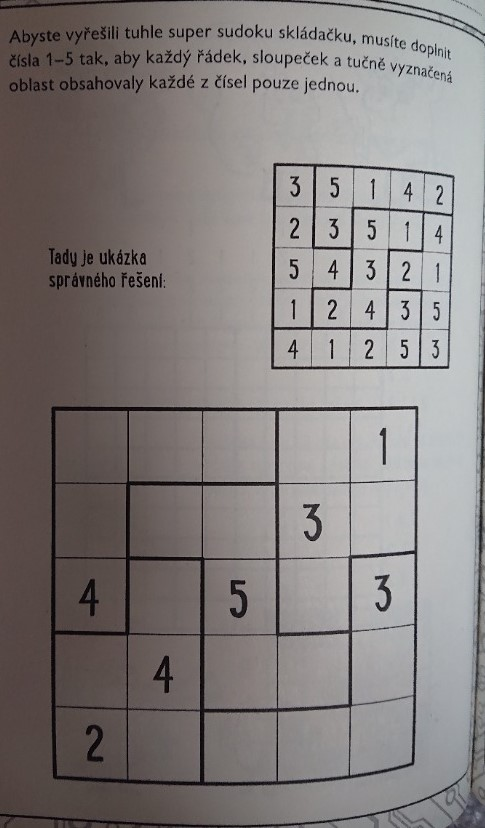 Abyste vyřešili tuhle super sudoku skládačku, musíte doplnit
čísla 1–5 tak, aby každý řádek, sloupeček a tučně vyznačená
oblast obsahovaly každé z čísel pouze jednou.
3 5 1 4 2
2 3 5 1 4
Tady je ukázka
správného řešení:
5 4 3 2 1
1 2 4 3 5
4 1 2 5 3
1
3
4 5 3
4
2